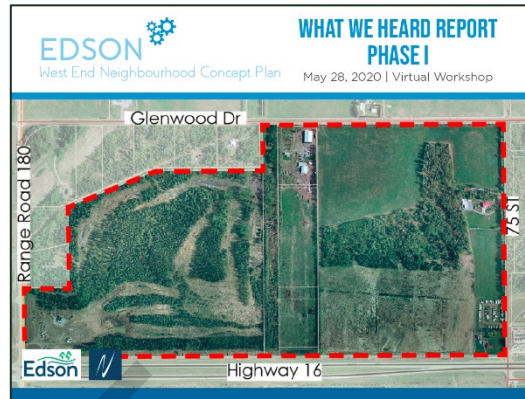 EDSON
West End Neighbourhood Concept Plan
WHAT WE HEARD REPORT
PHASE I
May 28, 2020 | Virtual Workshop
Glenwood Dr
Range Road 180
75 ST
Highway 16
Edson